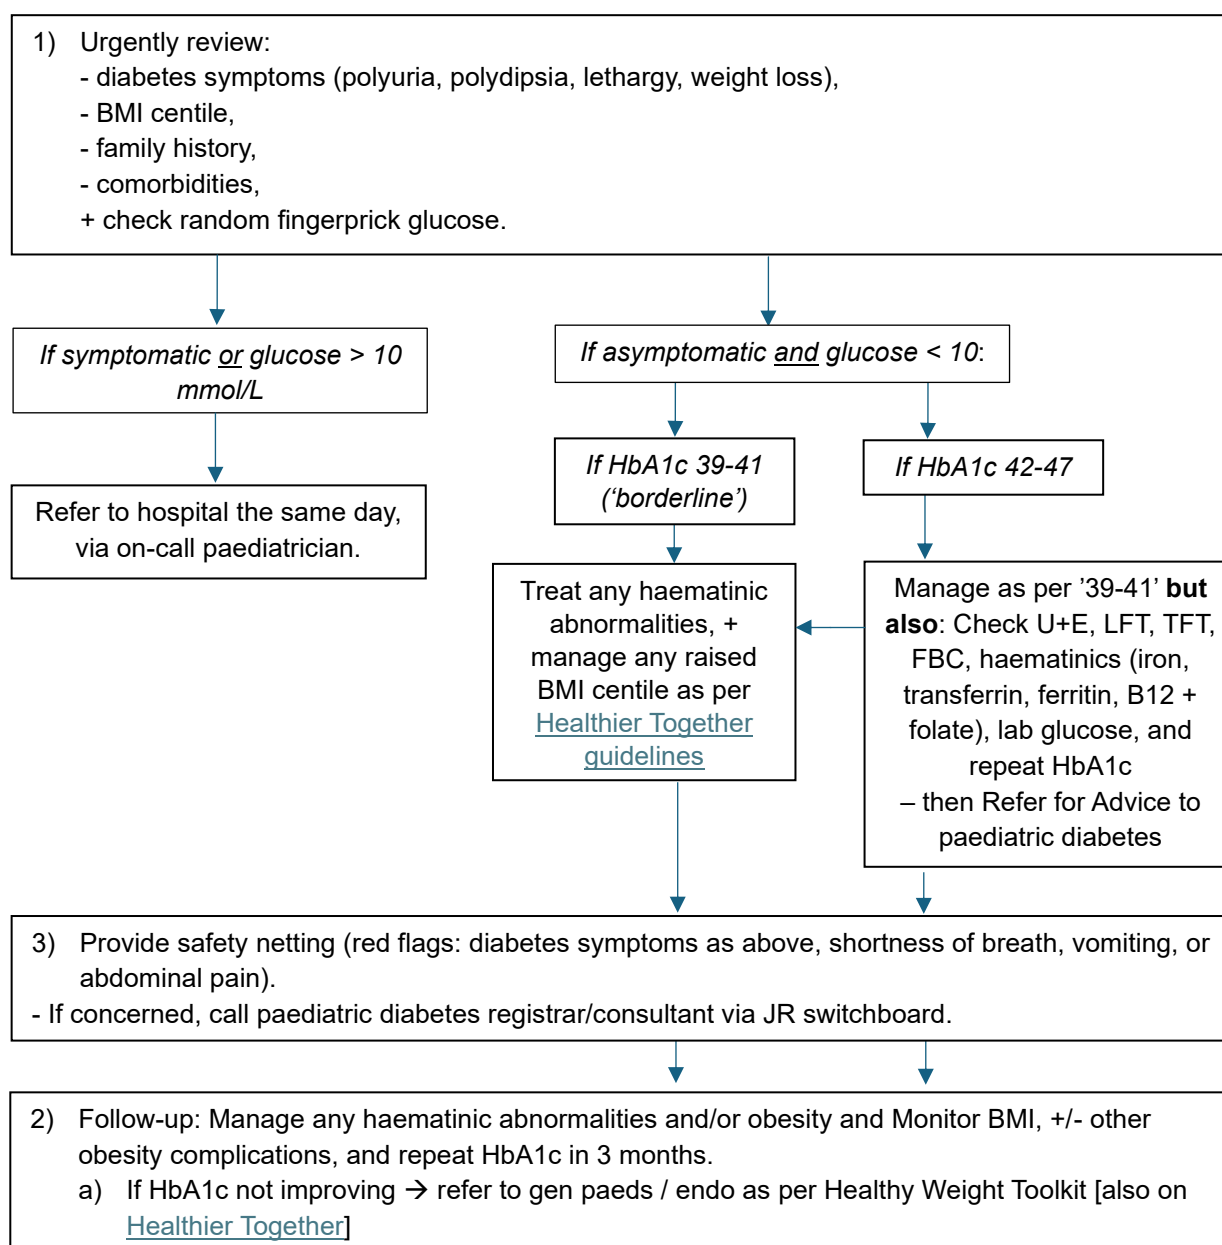 1) Urgently review:
- diabetes symptoms (polyuria, polydipsia, lethargy, weight loss),
- BMI centile,
- family history,
- comorbidities,
+ check random fingerprick glucose.
If symptomatic or glucose > 10
mmol/L
Refer to hospital the same day,
via on-call paediatrician.
If asymptomatic and glucose < 10:
If HbA1c 39-41
(‘borderline’)
Treat any haematinic
abnormalities, +
manage any raised
BMI centile as per
Healthier Together
guidelines
If HbA1c 42-47
Manage as per ’39-41’ but
also: Check U+E, LFT, TFT,
FBC, haematinics (iron,
transferrin, ferritin, B12 +
folate), lab glucose, and
repeat HbA1c
– then Refer for Advice to
paediatric diabetes
3) Provide safety netting (red flags: diabetes symptoms as above, shortness of breath, vomiting, or
abdominal pain).
- If concerned, call paediatric diabetes registrar/consultant via JR switchboard.
2) Follow-up: Manage any haematinic abnormalities and/or obesity and Monitor BMI, +/- other
obesity complications, and repeat HbA1c in 3 months.
a) If HbA1c not improving → refer to gen paeds / endo as per Healthy Weight Toolkit [also on
Healthier Together]